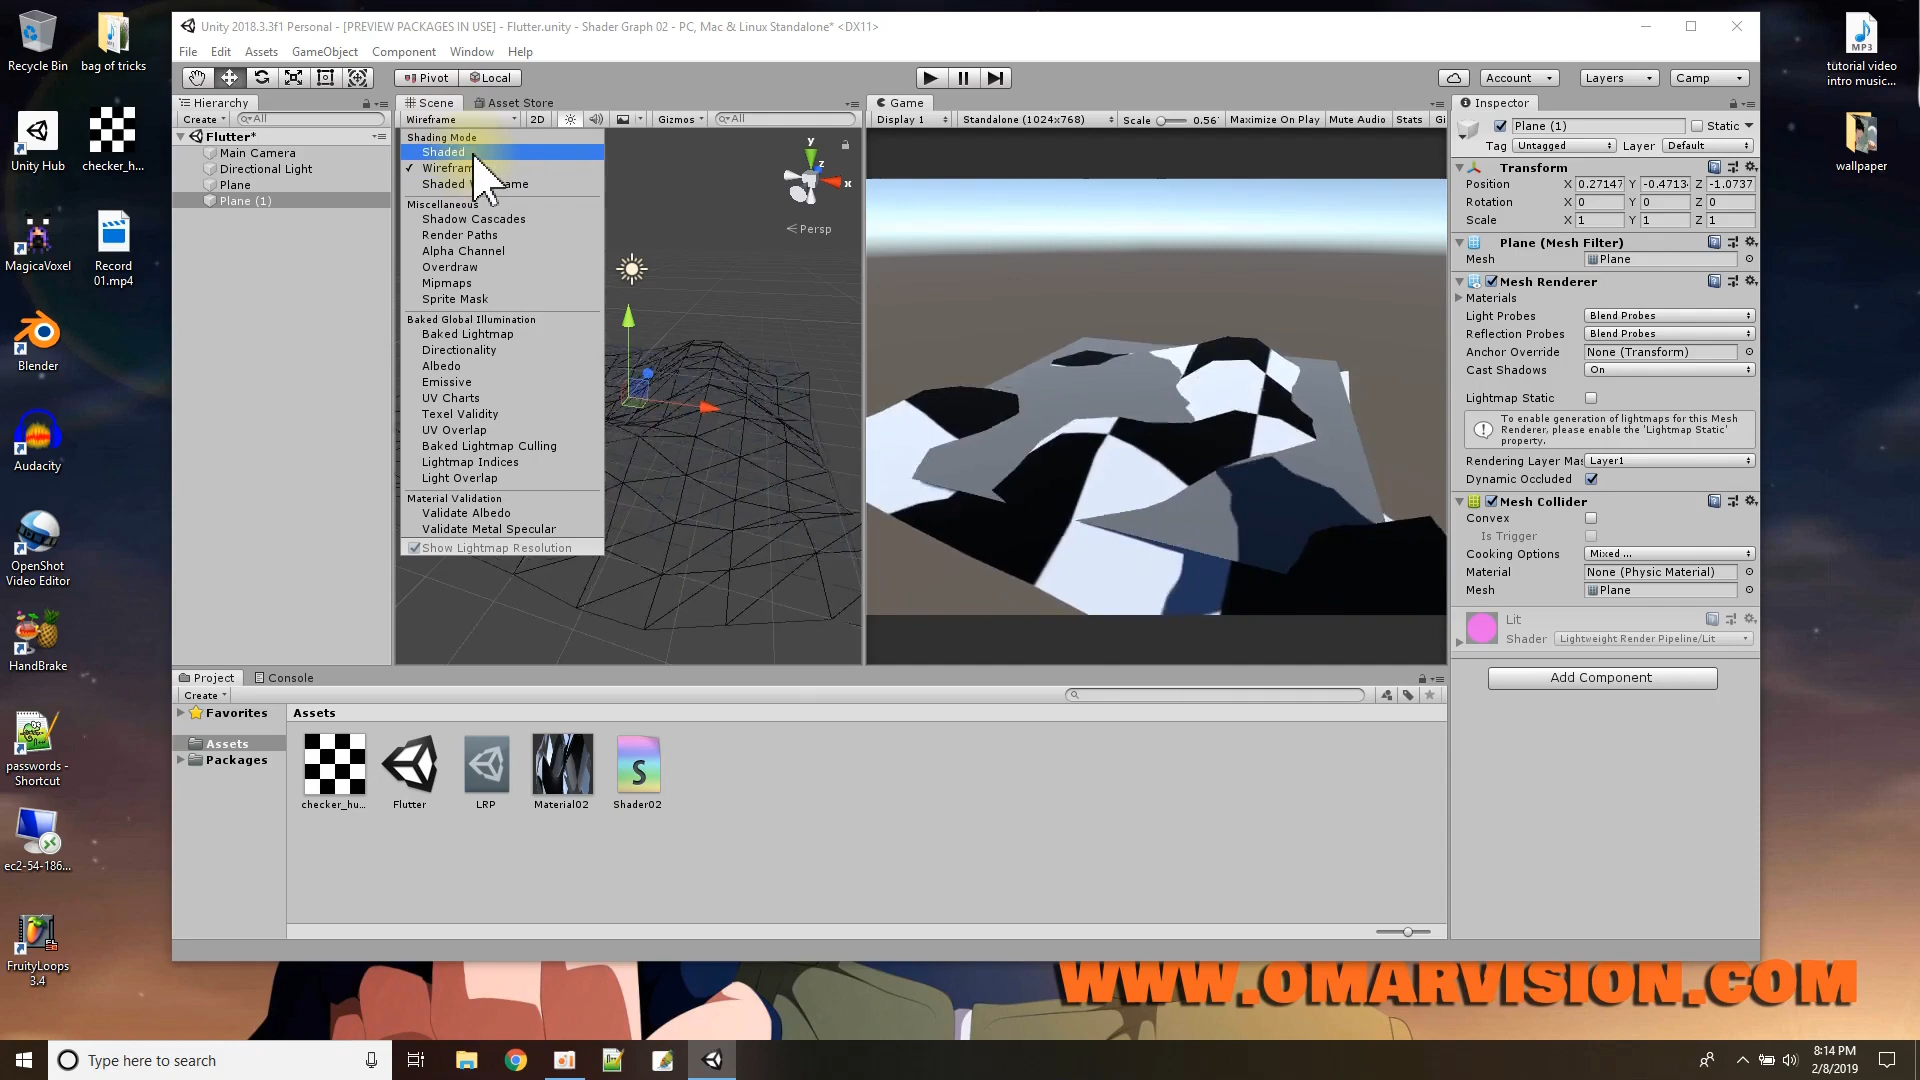 Unity 2018.3.3f1 Personal - [PREVIEW PACKAGES IN USE] - Flutter.unity - Shader Graph 02 - PC, Mac & Linux Standalone* <DX11>
File Edit Assets GameObject Component Window Help
Pivot Local
Account Layers Camp
Hierarchy
Create All
Flutter*
Main Camera
Directional Light
Plane
Plane (1)
Scene Asset Store
Wireframe 2D Gizmos All
Shading Mode
Shaded
Shaded
Miscellaneous
Shadow Cascades
Render Paths
Alpha Channel
Overdraw
Mipmaps
Sprite Mask
Baked Global Illumination
Baked Lightmap
Directionality
Albedo
Emissive
UV Charts
Texel Validity
UV Overlap
Baked Lightmap Culling
Lightmap Indices
Light Overlap
Material Validation
Validate Albedo
Validate Metal Specular
Show Lightmap Resolution
y
z
x
Persp
Game
Display 1 Standalone (1024x768) Scale 0.56 Maximize On Play Mute Audio Stats Gi
Inspector
Plane (1) Static
Tag Untagged Layer Default
Transform
Position X 0.27147 Y -0.4713 Z -1.0737
Rotation X 0 Y 0 Z 0
Scale X 1 Y 1 Z 1
Plane (Mesh Filter)
Mesh Plane
Mesh Renderer
Materials
Light Probes Blend Probes
Reflection Probes Blend Probes
Anchor Override None (Transform)
Cast Shadows On
Lightmap Static
To enable generation of lightmaps for this Mesh
Renderer, please enable the 'Lightmap Static'
property.
Rendering Layer Mas Layer1
Dynamic Occluded
Mesh Collider
Convex
Is Trigger
Cooking Options Mixed ...
Material None (Physic Material)
Mesh Plane
Lit
Shader Lightweight Render Pipeline/Lit
Add Component
Project Console
Create
Favorites
Assets
Packages
Assets
checker_hu...
Flutter
LRP
Material02
S
Shader02
Recycle Bin
bag of tricks
Unity Hub
checker_h...
MagicaVoxel
Record
01.mp4
Blender
Audacity
OpenShot
Video Editor
HandBrake
passwords -
Shortcut
ec2-54-186...
FruityLoops
3.4
MP3
tutorial video
intro music...
wallpaper
WWW.OMARVISION.COM
Type here to search
8:14 PM
2/8/2019